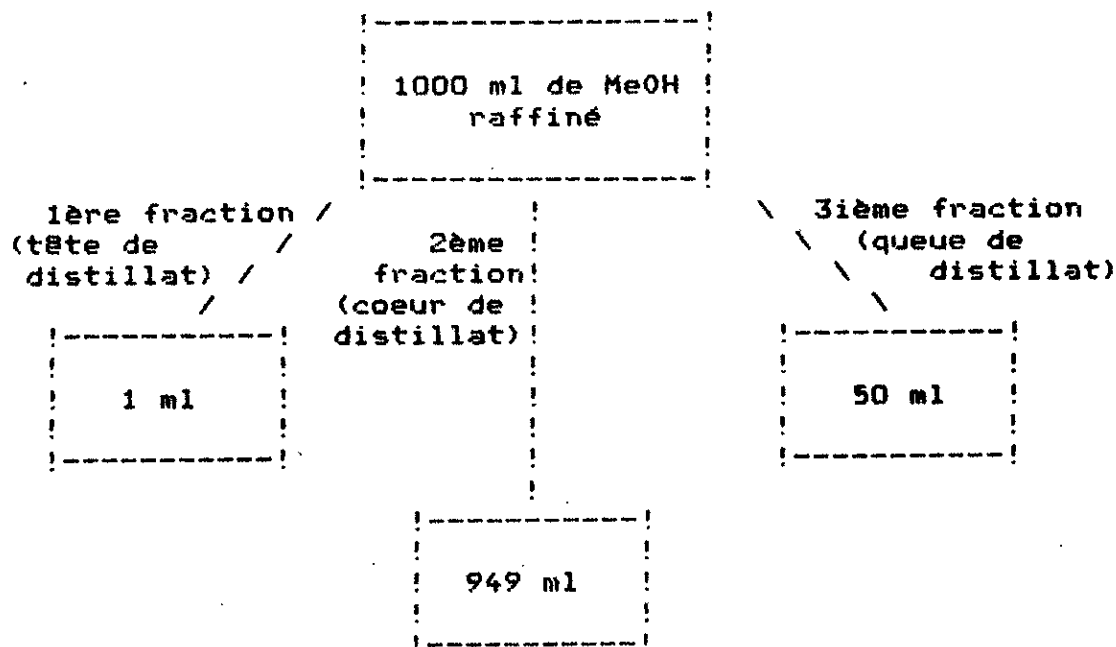 1000 ml de MeOH
raffiné
1ère fraction
(tête de
distillat)
2ème
fraction
(coeur de
distillat)
3ième fraction
(queue de
distillat)
1 ml
50 ml
949 ml